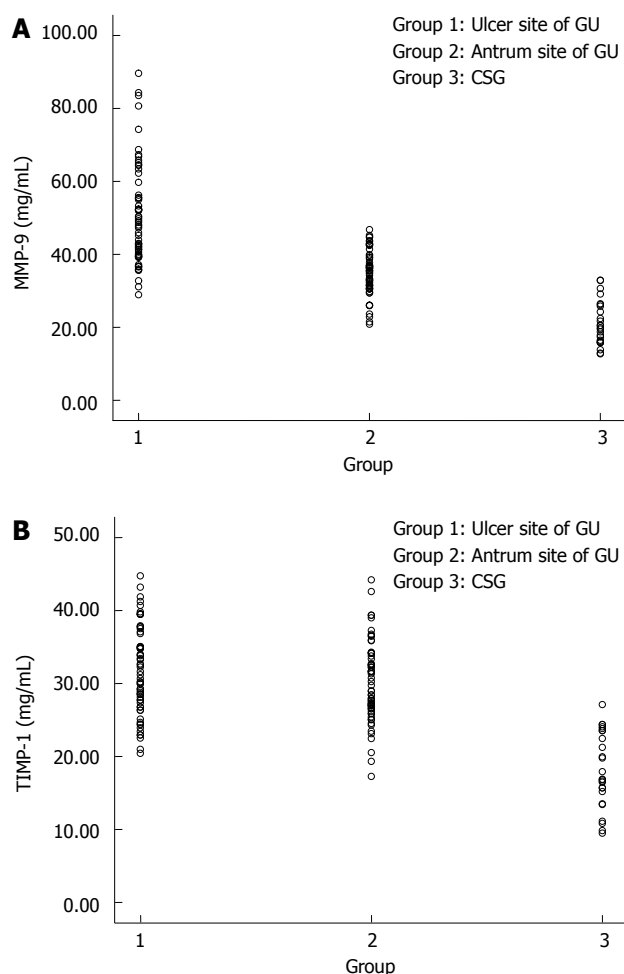 A
Group 1: Ulcer site of GU
Group 2: Antrum site of GU
Group 3: CSG
100.00
80.00
60.00
40.00
20.00
0.00
MMP-9 (mg/mL)
1 2 3
Group
B
Group 1: Ulcer site of GU
Group 2: Antrum site of GU
Group 3: CSG
50.00
40.00
30.00
20.00
10.00
0.00
TIMP-1 (mg/mL)
1 2 3
Group